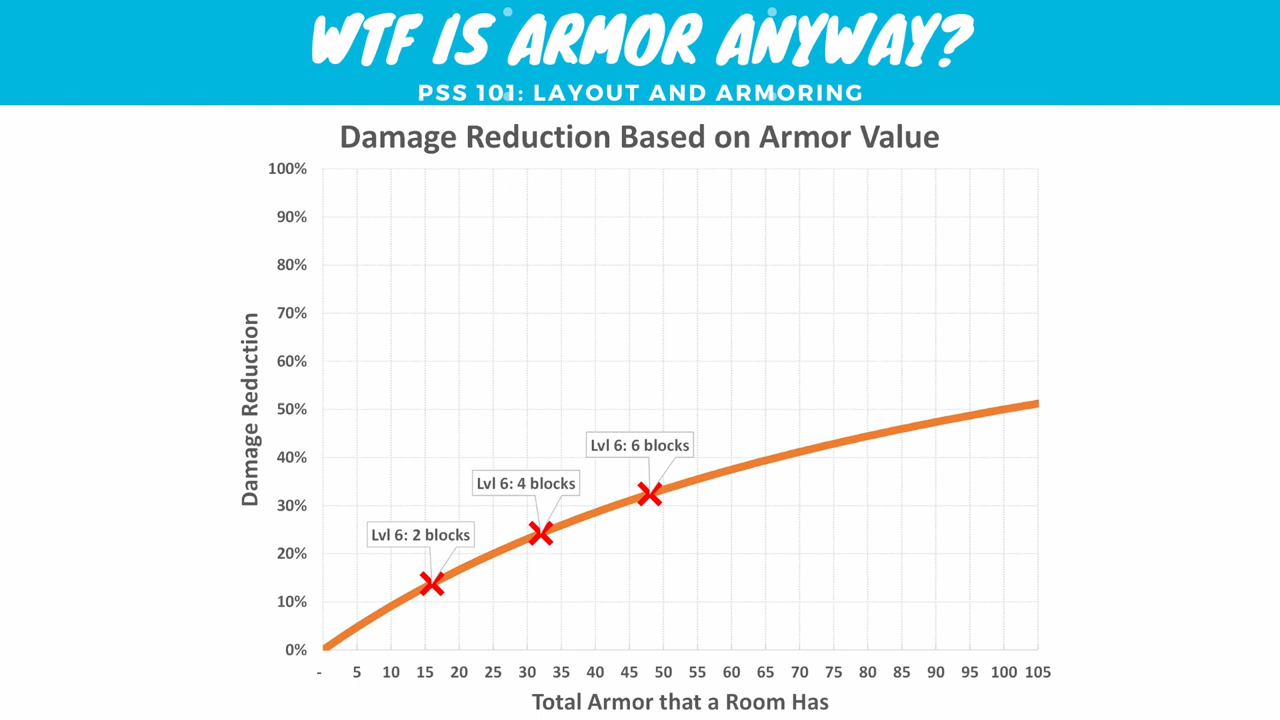 WTF IS ARMOR ANYWAY?
PSS 101: LAYOUT AND ARMORING
Damage Reduction Based on Armor Value
100%
90%
80%
70%
60%
50%
40%
30%
20%
10%
0%
Damage Reduction
Lvl 6: 6 blocks
Lvl 6: 4 blocks
Lvl 6: 2 blocks
- 5 10 15 20 25 30 35 40 45 50 55 60 65 70 75 80 85 90 95 100 105
Total Armor that a Room Has